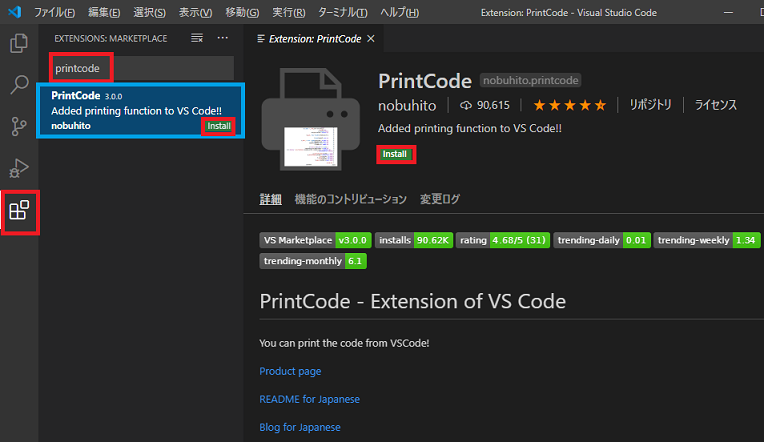 ファイル(F) 編集(E) 選択(S) 表示(V) 移動(G) 実行(R) ターミナル(T) ヘルプ(H) Extension: PrintCode - Visual Studio Code
EXTENSIONS: MARKETPLACE
printcode
PrintCode 3.0.0
Added printing function to VS Code!!
nobuhito Install
Extension: PrintCode
PrintCode nobuhito.printcode
nobuhito 90,615 リポジトリ ライセンス
Added printing function to VS Code!!
Install
詳細 機能のコントリビューション 変更ログ
VS Marketplace v3.0.0 installs 90.62K rating 4.68/5 (31) trending-daily 0.01 trending-weekly 1.34
trending-monthly 6.1
PrintCode - Extension of VS Code
You can print the code from VSCode!
Product page
README for Japanese
Blog for Japanese